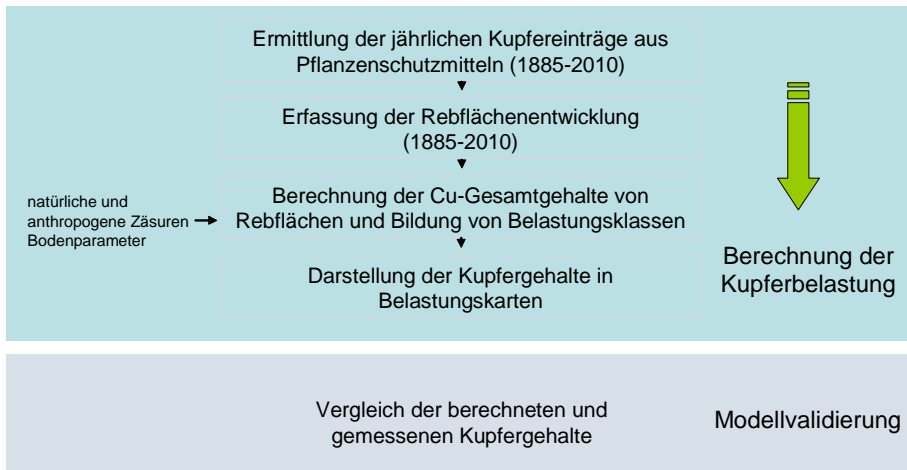 Ermittlung der jährlichen Kupfereinträge aus
Pflanzenschutzmitteln (1885-2010)
Erfassung der Rebflächenentwicklung
(1885-2010)
natürliche und
anthropogene Zäsuren
Bodenparameter
Berechnung der Cu-Gesamtgehalte von
Rebflächen und Bildung von Belastungsklassen
Darstellung der Kupfergehalte in
Belastungskarten
Berechnung der
Kupferbelastung
Vergleich der berechneten und
gemessenen Kupfergehalte
Modellvalidierung